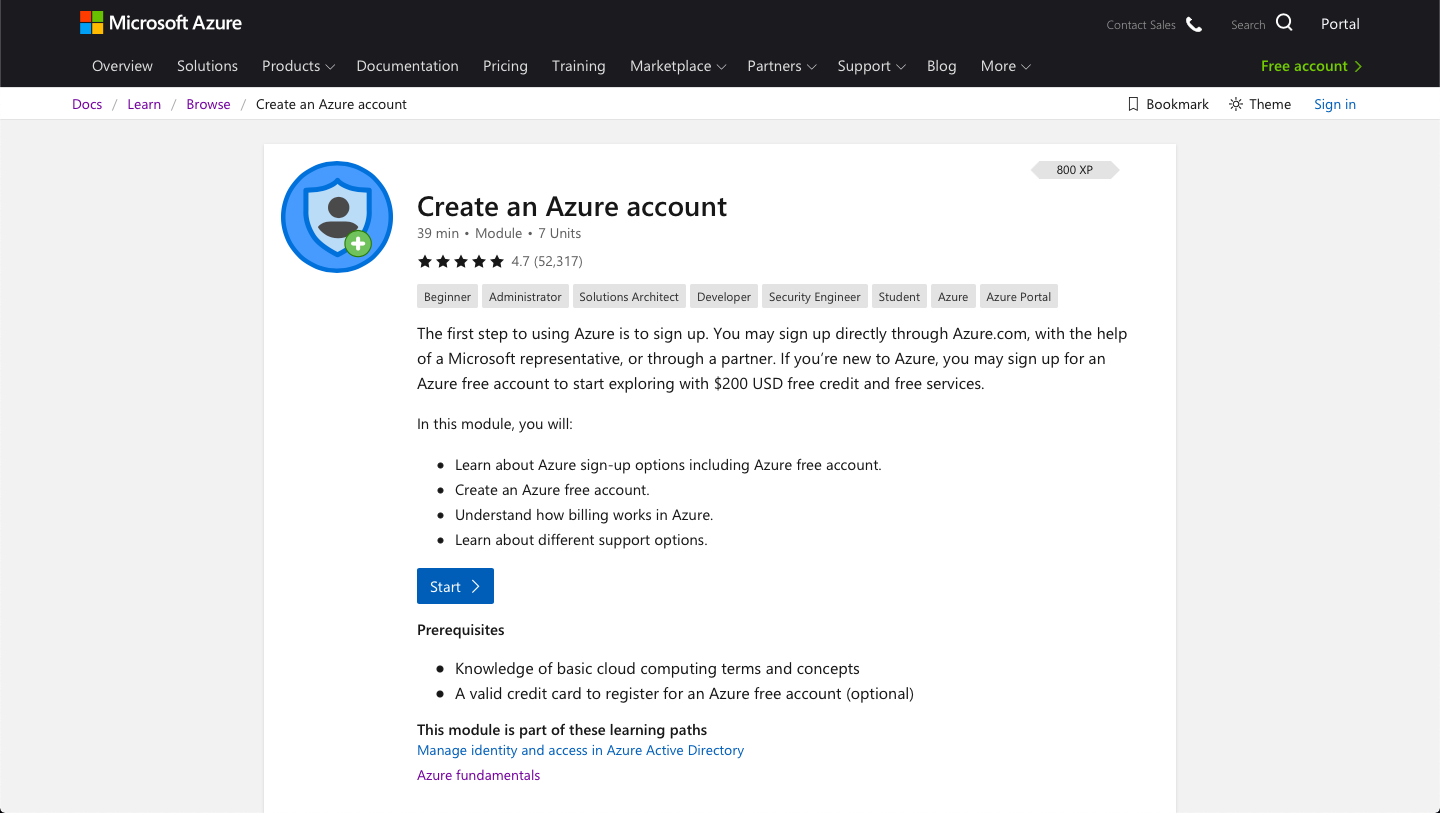 Microsoft Azure
Contact Sales
Search
Portal
Overview Solutions Products Documentation Pricing Training Marketplace Partners Support Blog More
Free account
Docs / Learn / Browse / Create an Azure account
Bookmark
Theme
Sign in
800 XP
Create an Azure account
39 min • Module • 7 Units
4.7 (52,317)
Beginner Administrator Solutions Architect Developer Security Engineer Student Azure Azure Portal
The first step to using Azure is to sign up. You may sign up directly through Azure.com, with the help
of a Microsoft representative, or through a partner. If you’re new to Azure, you may sign up for an
Azure free account to start exploring with $200 USD free credit and free services.
In this module, you will:
• Learn about Azure sign-up options including Azure free account.
• Create an Azure free account.
• Understand how billing works in Azure.
• Learn about different support options.
Start
Prerequisites
• Knowledge of basic cloud computing terms and concepts
• A valid credit card to register for an Azure free account (optional)
This module is part of these learning paths
Manage identity and access in Azure Active Directory
Azure fundamentals